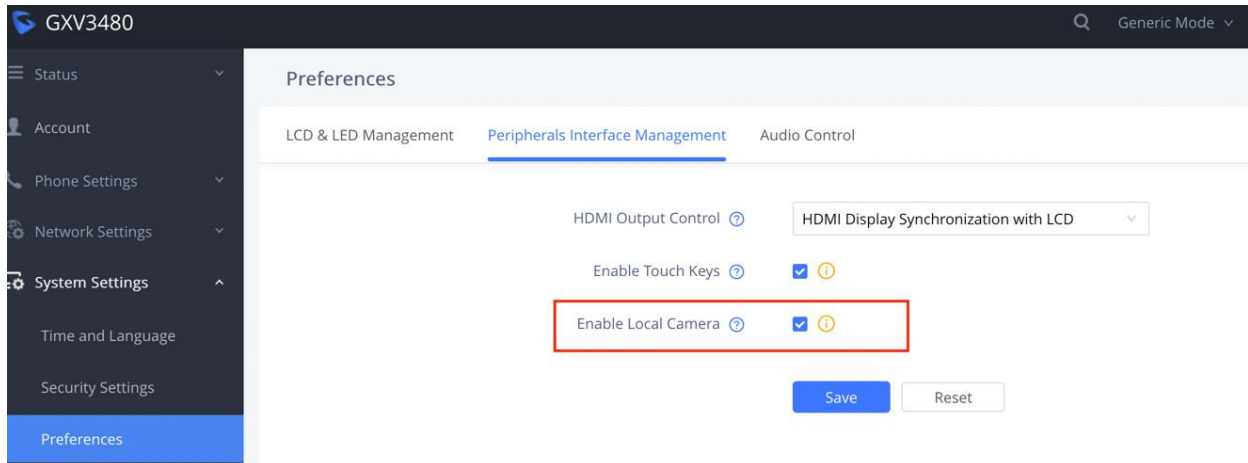 GXV3480
Generic Mode
Status
Account
Phone Settings
Network Settings
System Settings
Time and Language
Security Settings
Preferences
Preferences
LCD & LED Management Peripherals Interface Management Audio Control
HDMI Output Control HDMI Display Synchronization with LCD
Enable Touch Keys
Enable Local Camera
Save Reset